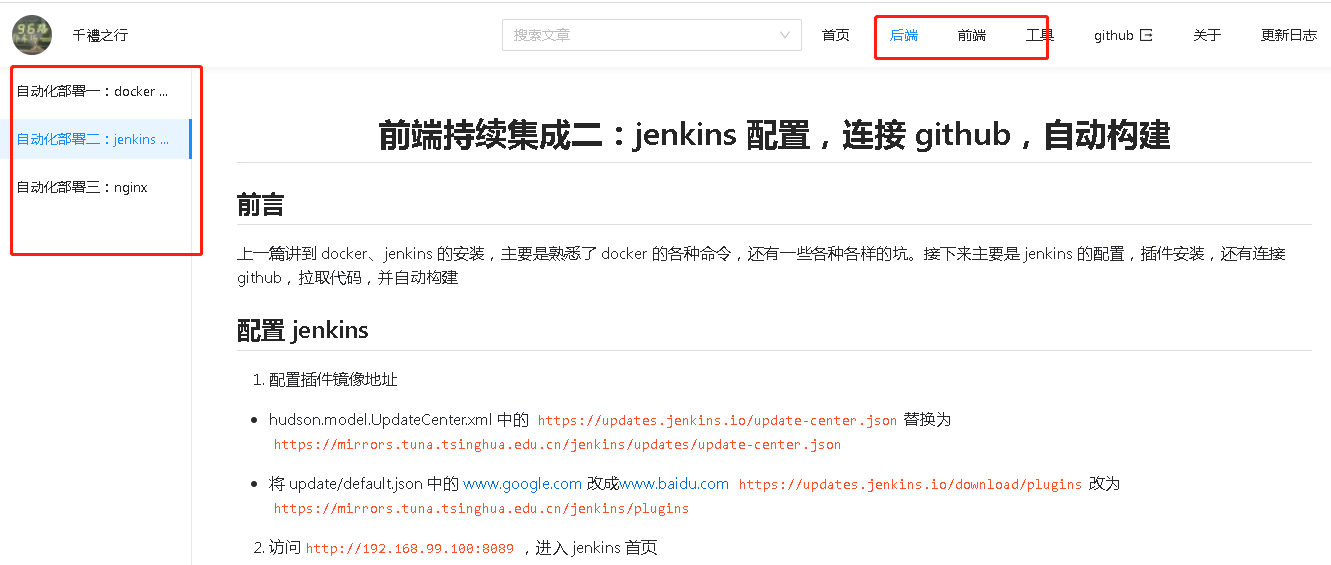 千禮之行
搜索文章
首页
后端
前端
工具
github
关于
更新日志
自动化部署一：docker ...
自动化部署二：jenkins ...
自动化部署三：nginx
前端持续集成二：jenkins 配置，连接 github，自动构建
前言
上一篇讲到 docker、jenkins 的安装，主要是熟悉了 docker 的各种命令，还有一些各种各样的坑。接下来主要是 jenkins 的配置，插件安装，还有连接
github，拉取代码，并自动构建
配置 jenkins
1. 配置插件镜像地址
• hudson.model.UpdateCenter.xml 中的 https://updates.jenkins.io/update-center.json 替换为
https://mirrors.tuna.tsinghua.edu.cn/jenkins/updates/update-center.json
• 将 update/default.json 中的 www.google.com 改成www.baidu.com https://updates.jenkins.io/download/plugins 改为
https://mirrors.tuna.tsinghua.edu.cn/jenkins/plugins
2. 访问 http://192.168.99.100:8089 ，进入 jenkins 首页